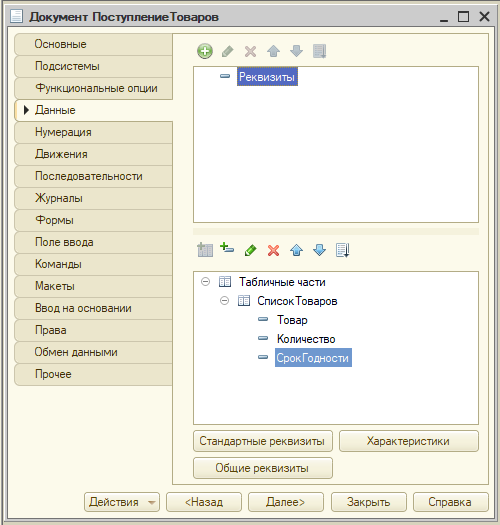 Документ ПоступлениеТоваров
Основные
Подсистемы
Функциональные опции
Данные
Нумерация
Движения
Последовательности
Журналы
Формы
Поле ввода
Команды
Макеты
Ввод на основании
Права
Обмен данными
Прочее
Реквизиты
Табличные части
СписокТоваров
Товар
Количество
СрокГодности
Стандартные реквизиты
Характеристики
Общие реквизиты
Действия
<Назад
Далее>
Закрыть
Справка